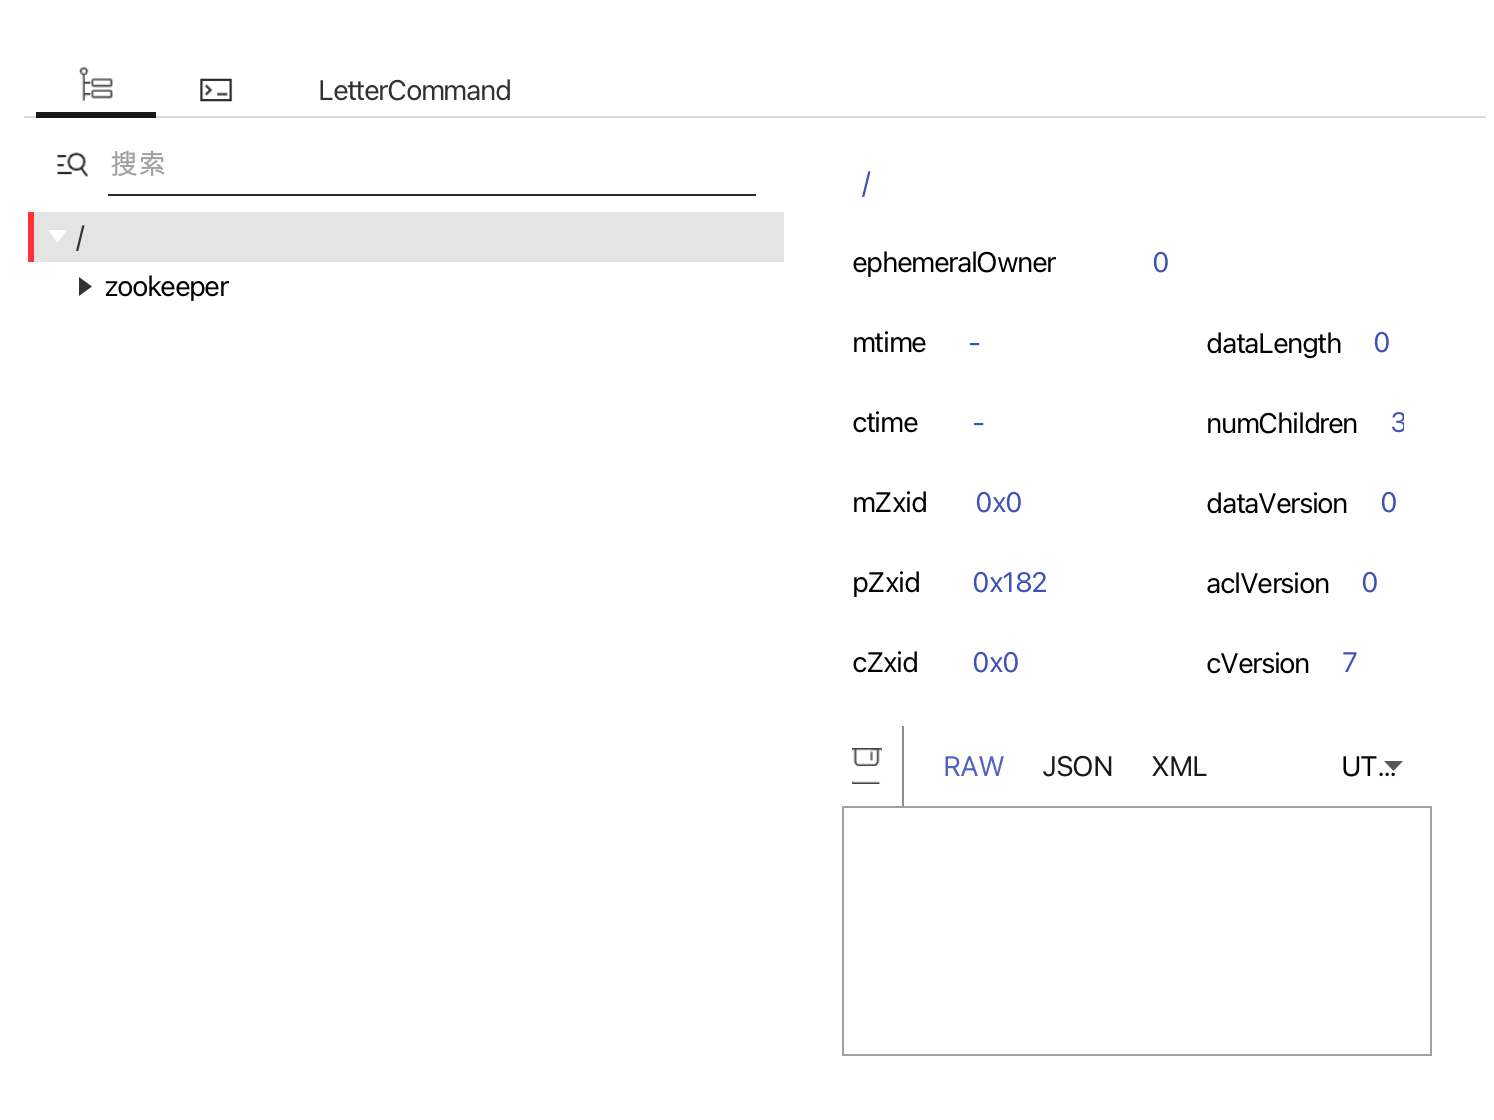 LetterCommand
搜索
/
zookeeper
/
ephemeralOwner 0
mtime - dataLength 0
ctime - numChildren 3
mZxid 0x0 dataVersion 0
pZxid 0x182 aclVersion 0
cZxid 0x0 cVersion 7
RAW JSON XML UT...